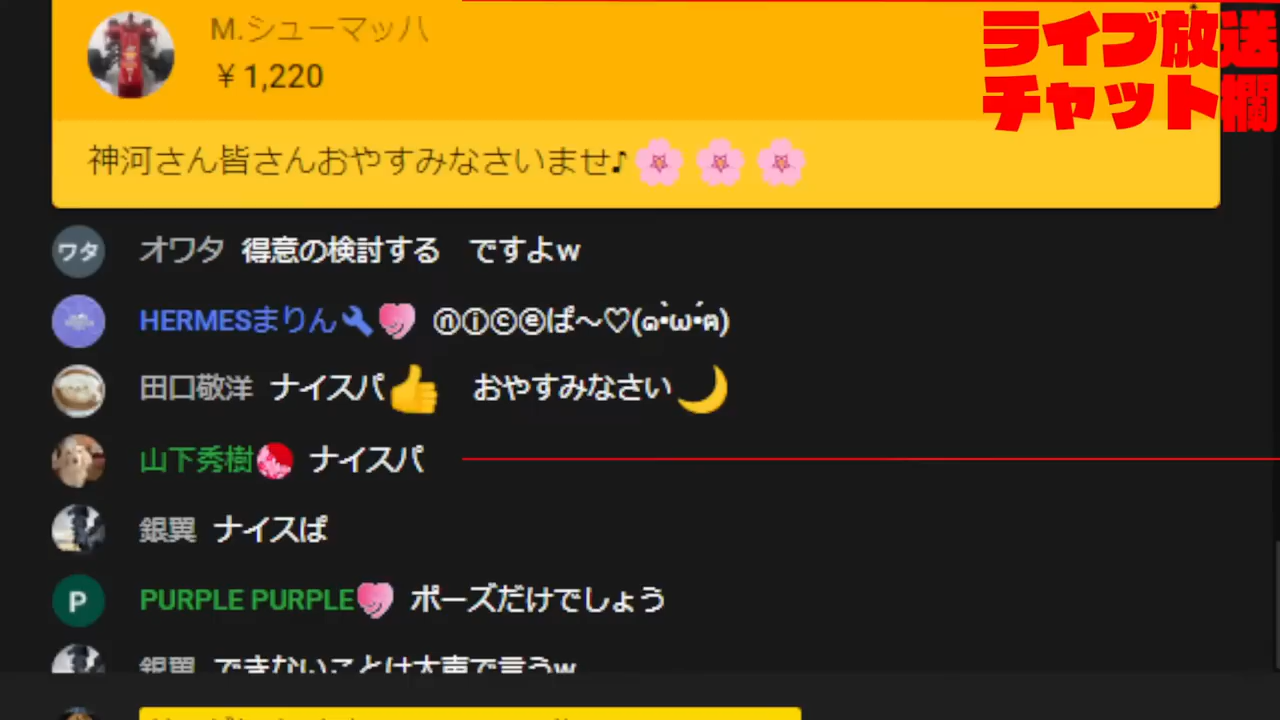 M.シューマッハ
￥1,220
ライブ放送
チャット欄
神河さん皆さんおやすみなさいませ♪🌸🌸🌸
ワタ オワタ 得意の検討する　ですよw
HERMESまりん🔧 ⓝⓘⓒⓔぱ〜♡(๑•̀ω•́ฅ)
田口敬洋 ナイスパ👍　おやすみなさい🌙
山下秀樹 ナイスパ
銀翼 ナイスぱ
P PURPLE PURPLE ポーズだけでしょう
銀翼 できないことは大声で言うw